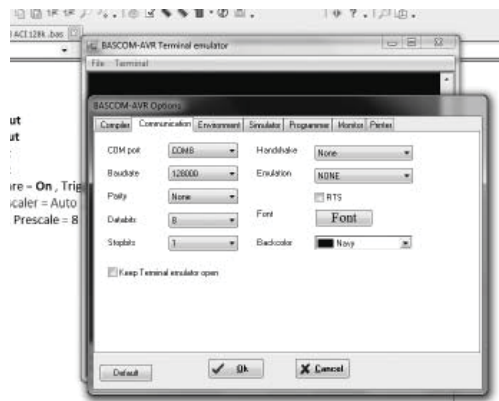 ACI 128k .bas
BASCOM-AVR Terminal emulator
File Terminal
BASCOM-AVR Options
Compiler Communication Environment Simulator Programmer Monitor Printer
ut
COM port COM8 Handshake None
ut
Baudrate 128000 Emulation NONE
re = On , Trig
Parity None RTS
caler = Auto
Databits 8 Font Font
Prescale = 8
Stopbits 1 Backcolor Navy
Keep Terminal emulator open
Default Ok Cancel